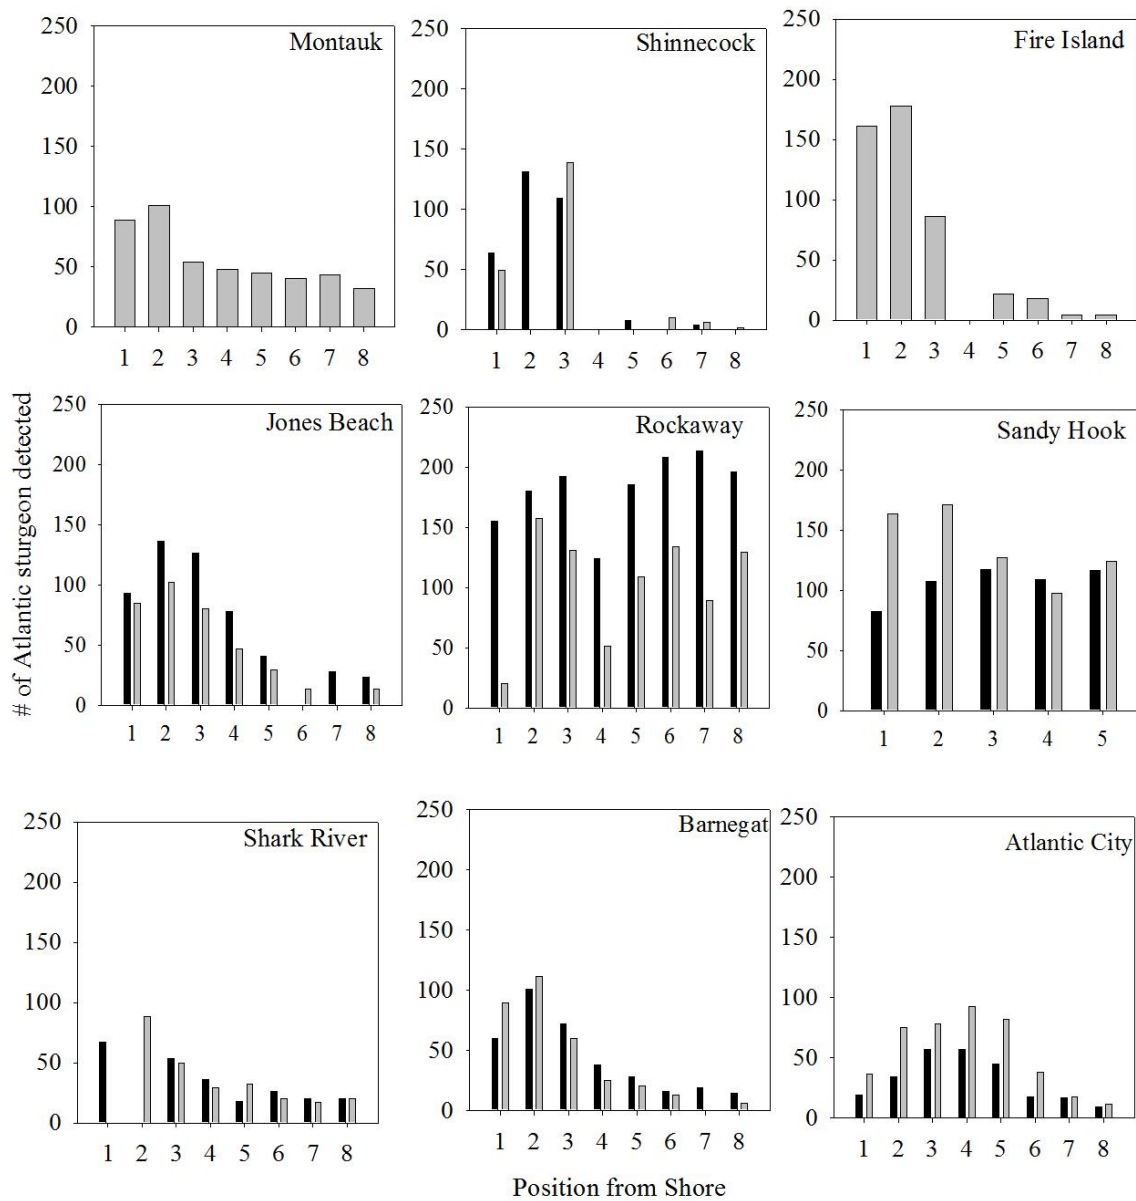 # of Atlantic sturgeon detected
Montauk
250
200
150
100
50
0
1 2 3 4 5 6 7 8
Shinnecock
250
200
150
100
50
0
1 2 3 4 5 6 7 8
Fire Island
250
200
150
100
50
0
1 2 3 4 5 6 7 8
Jones Beach
250
200
150
100
50
0
1 2 3 4 5 6 7 8
Rockaway
250
200
150
100
50
0
1 2 3 4 5 6 7 8
Sandy Hook
250
200
150
100
50
0
1 2 3 4 5
Shark River
250
200
150
100
50
0
1 2 3 4 5 6 7 8
Barnegat
250
200
150
100
50
0
1 2 3 4 5 6 7 8
Atlantic City
250
200
150
100
50
0
1 2 3 4 5 6 7 8
Position from Shore